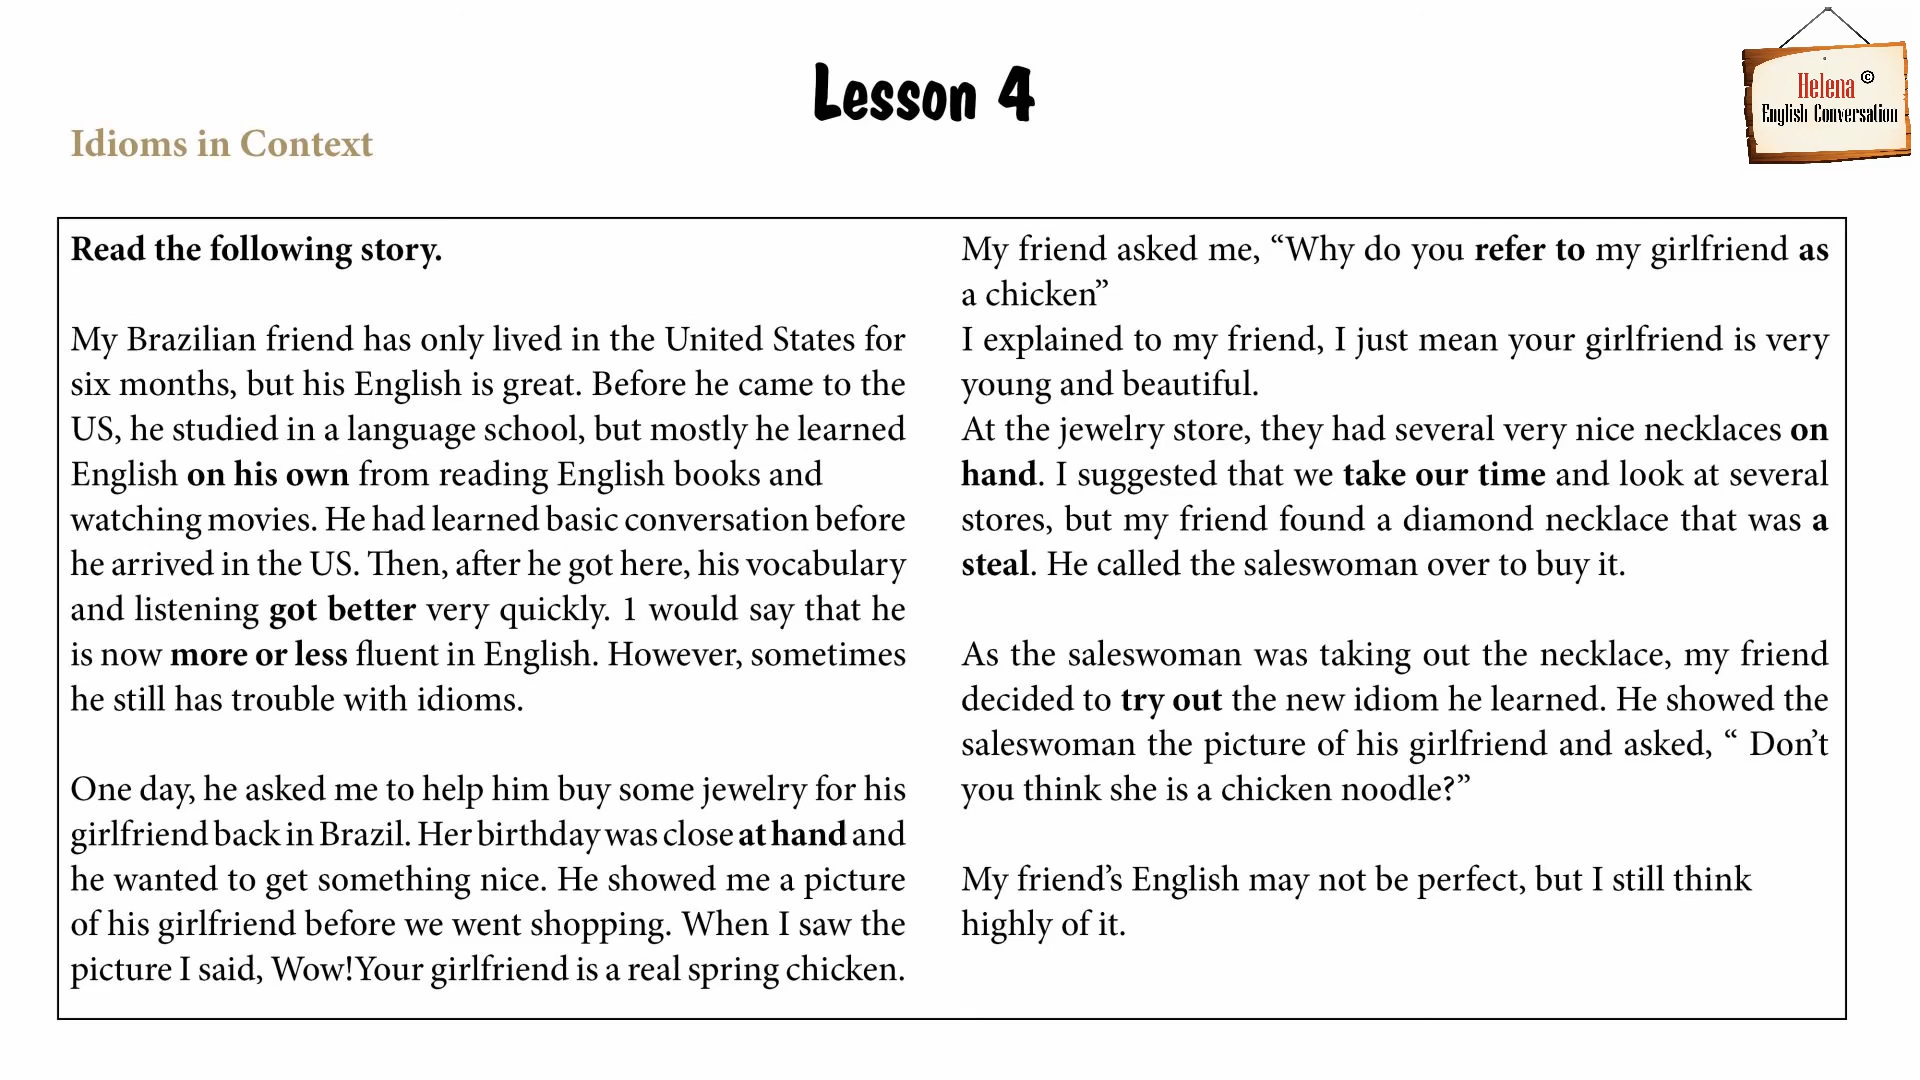 Lesson 4
Helena ©
English Conversation
Idioms in Context
Read the following story.
My Brazilian friend has only lived in the United States for
six months, but his English is great. Before he came to the
US, he studied in a language school, but mostly he learned
English on his own from reading English books and
watching movies. He had learned basic conversation before
he arrived in the US. Then, after he got here, his vocabulary
and listening got better very quickly. 1 would say that he
is now more or less fluent in English. However, sometimes
he still has trouble with idioms.
One day, he asked me to help him buy some jewelry for his
girlfriend back in Brazil. Her birthday was close at hand and
he wanted to get something nice. He showed me a picture
of his girlfriend before we went shopping. When I saw the
picture I said, Wow!Your girlfriend is a real spring chicken.
My friend asked me, “Why do you refer to my girlfriend as
a chicken”
I explained to my friend, I just mean your girlfriend is very
young and beautiful.
At the jewelry store, they had several very nice necklaces on
hand. I suggested that we take our time and look at several
stores, but my friend found a diamond necklace that was a
steal. He called the saleswoman over to buy it.
As the saleswoman was taking out the necklace, my friend
decided to try out the new idiom he learned. He showed the
saleswoman the picture of his girlfriend and asked, “ Don’t
you think she is a chicken noodle?”
My friend’s English may not be perfect, but I still think
highly of it.